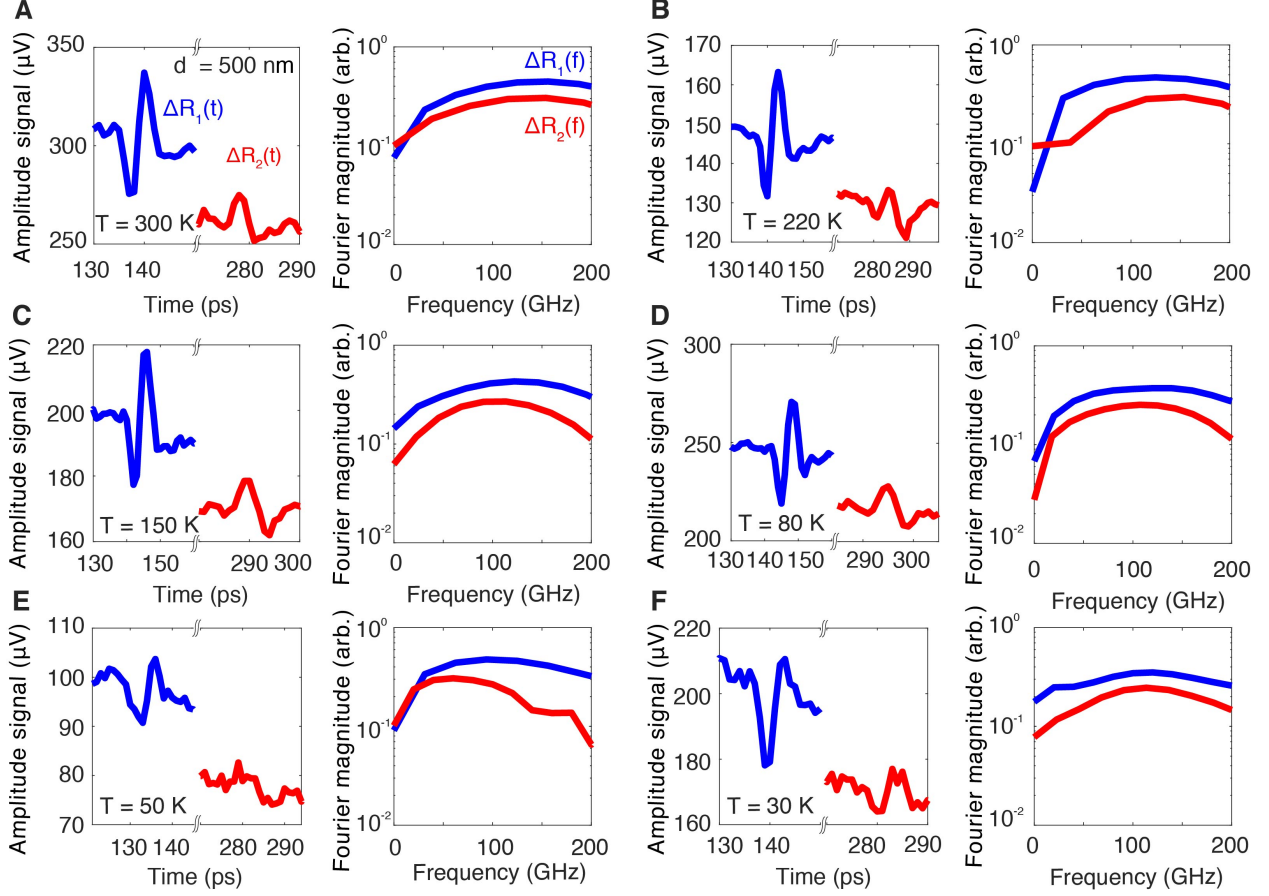 A
Amplitude signal (µV)
350
300
250
d = 500 nm
ΔR1(t)
ΔR2(t)
T = 300 K
130 140 280 290
Time (ps)
Fourier magnitude (arb.)
10^0
10^-1
10^-2
ΔR1(f)
ΔR2(f)
0 100 200
Frequency (GHz)
B
Amplitude signal (µV)
170
160
150
140
130
120
T = 220 K
130 140 150 280 290
Time (ps)
Fourier magnitude (arb.)
10^0
10^-1
10^-2
0 100 200
Frequency (GHz)
C
Amplitude signal (µV)
220
200
180
160
T = 150 K
130 150 290 300
Time (ps)
Fourier magnitude (arb.)
10^0
10^-1
10^-2
0 100 200
Frequency (GHz)
D
Amplitude signal (µV)
300
250
200
T = 80 K
130 150 290 300
Time (ps)
Fourier magnitude (arb.)
10^0
10^-1
10^-2
0 100 200
Frequency (GHz)
E
Amplitude signal (µV)
110
100
90
80
70
T = 50 K
130 140 280 290
Time (ps)
Fourier magnitude (arb.)
10^0
10^-1
10^-2
0 100 200
Frequency (GHz)
F
Amplitude signal (µV)
220
200
180
160
T = 30 K
130 140 280 290
Time (ps)
Fourier magnitude (arb.)
10^0
10^-1
10^-2
0 100 200
Frequency (GHz)